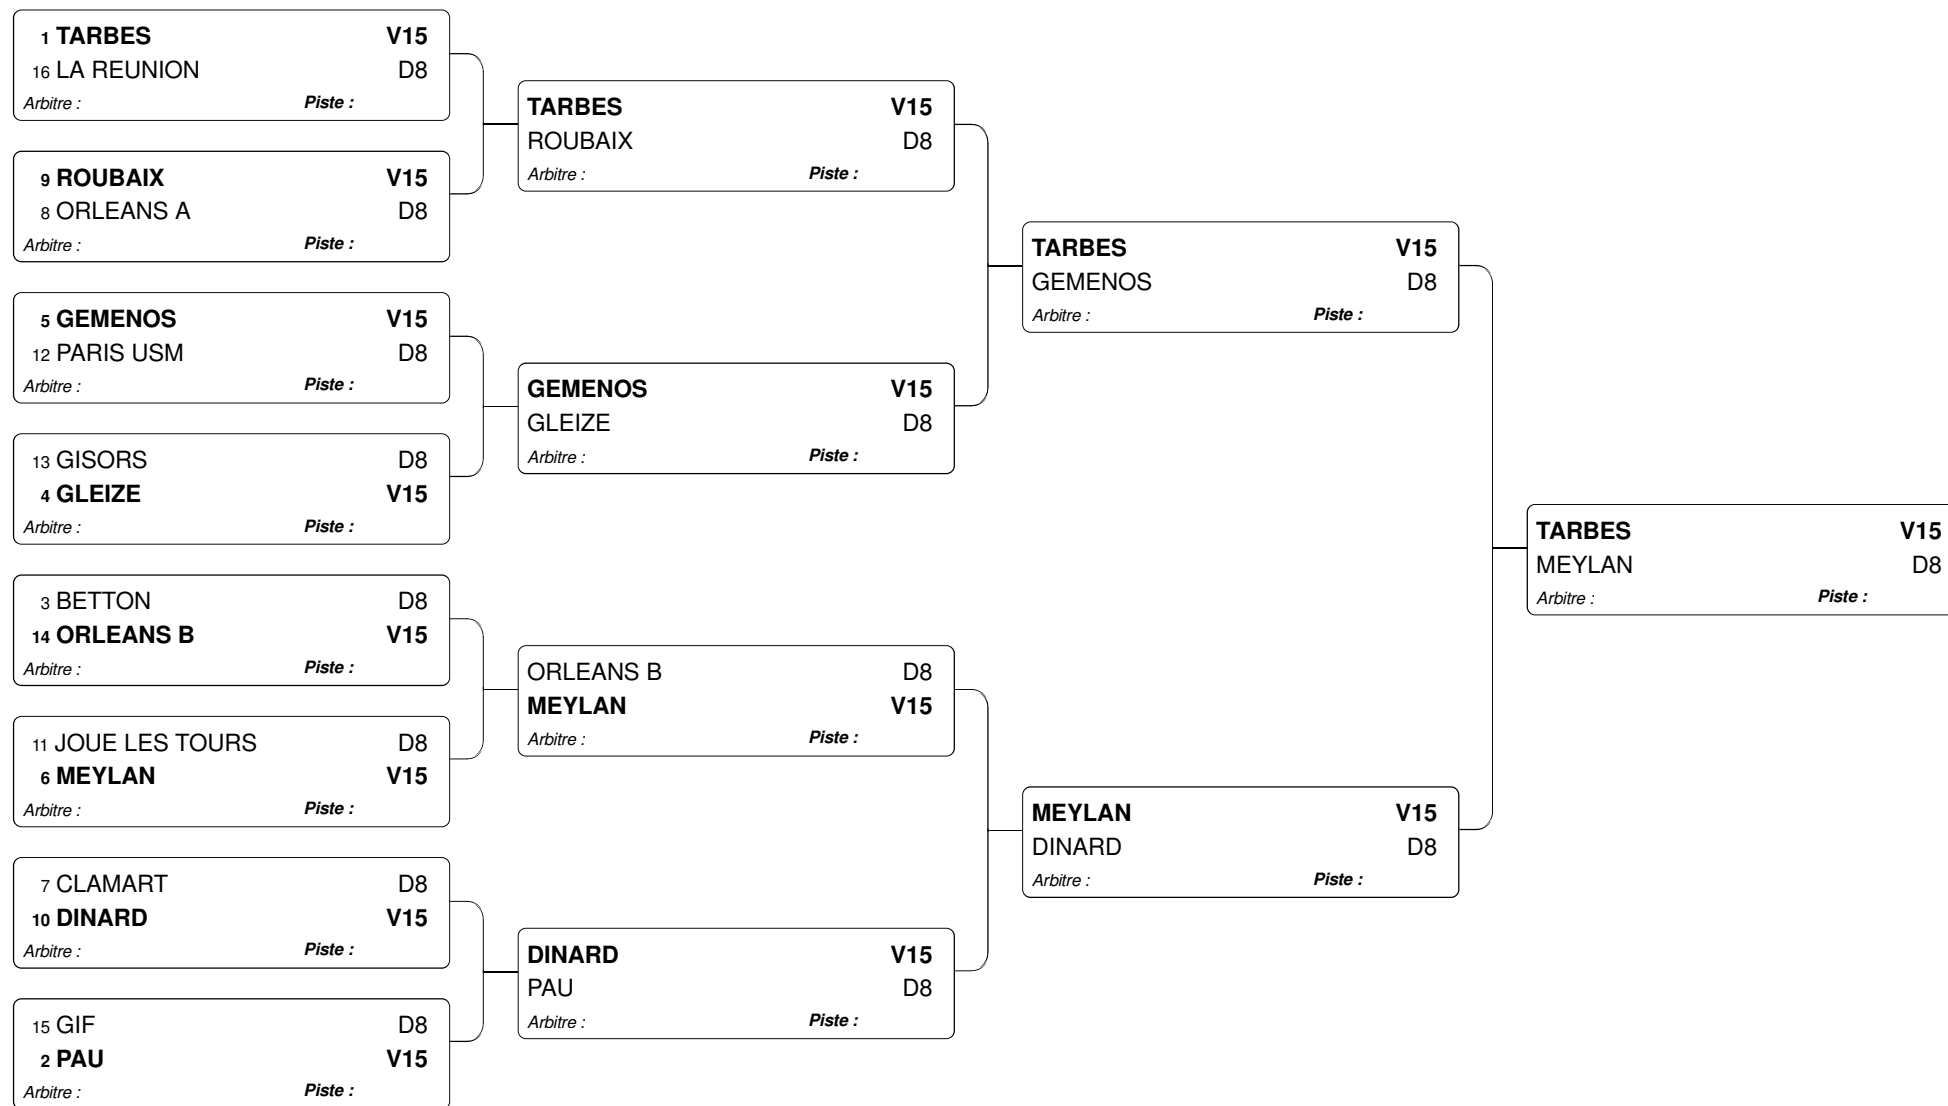 1 TARBES V15
16 LA REUNION D8
Arbitre : Piste :
9 ROUBAIX V15
8 ORLEANS A D8
Arbitre : Piste :
5 GEMENOS V15
12 PARIS USM D8
Arbitre : Piste :
13 GISORS D8
4 GLEIZE V15
Arbitre : Piste :
3 BETTON D8
14 ORLEANS B V15
Arbitre : Piste :
11 JOUE LES TOURS D8
6 MEYLAN V15
Arbitre : Piste :
7 CLAMART D8
10 DINARD V15
Arbitre : Piste :
15 GIF D8
2 PAU V15
Arbitre : Piste :
TARBES V15
ROUBAIX D8
Arbitre : Piste :
GEMENOS V15
GLEIZE D8
Arbitre : Piste :
ORLEANS B D8
MEYLAN V15
Arbitre : Piste :
DINARD V15
PAU D8
Arbitre : Piste :
TARBES V15
GEMENOS D8
Arbitre : Piste :
MEYLAN V15
DINARD D8
Arbitre : Piste :
TARBES V15
MEYLAN D8
Arbitre : Piste :